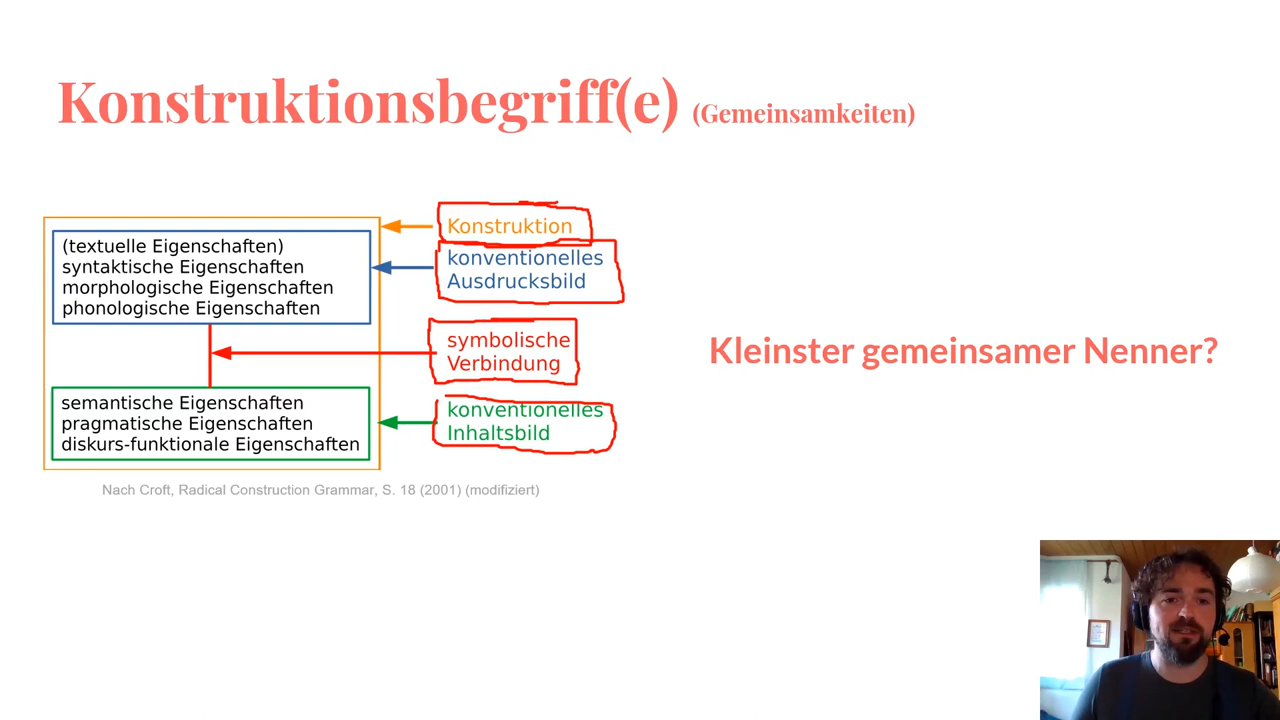 Konstruktionsbegriff(e) (Gemeinsamkeiten)
(textuelle Eigenschaften)
syntaktische Eigenschaften
morphologische Eigenschaften
phonologische Eigenschaften
semantische Eigenschaften
pragmatische Eigenschaften
diskurs-funktionale Eigenschaften
Konstruktion
konventionelles
Ausdrucksbild
symbolische
Verbindung
konventionelles
Inhaltsbild
Nach Croft, Radical Construction Grammar, S. 18 (2001) (modifiziert)
Kleinster gemeinsamer Nenner?